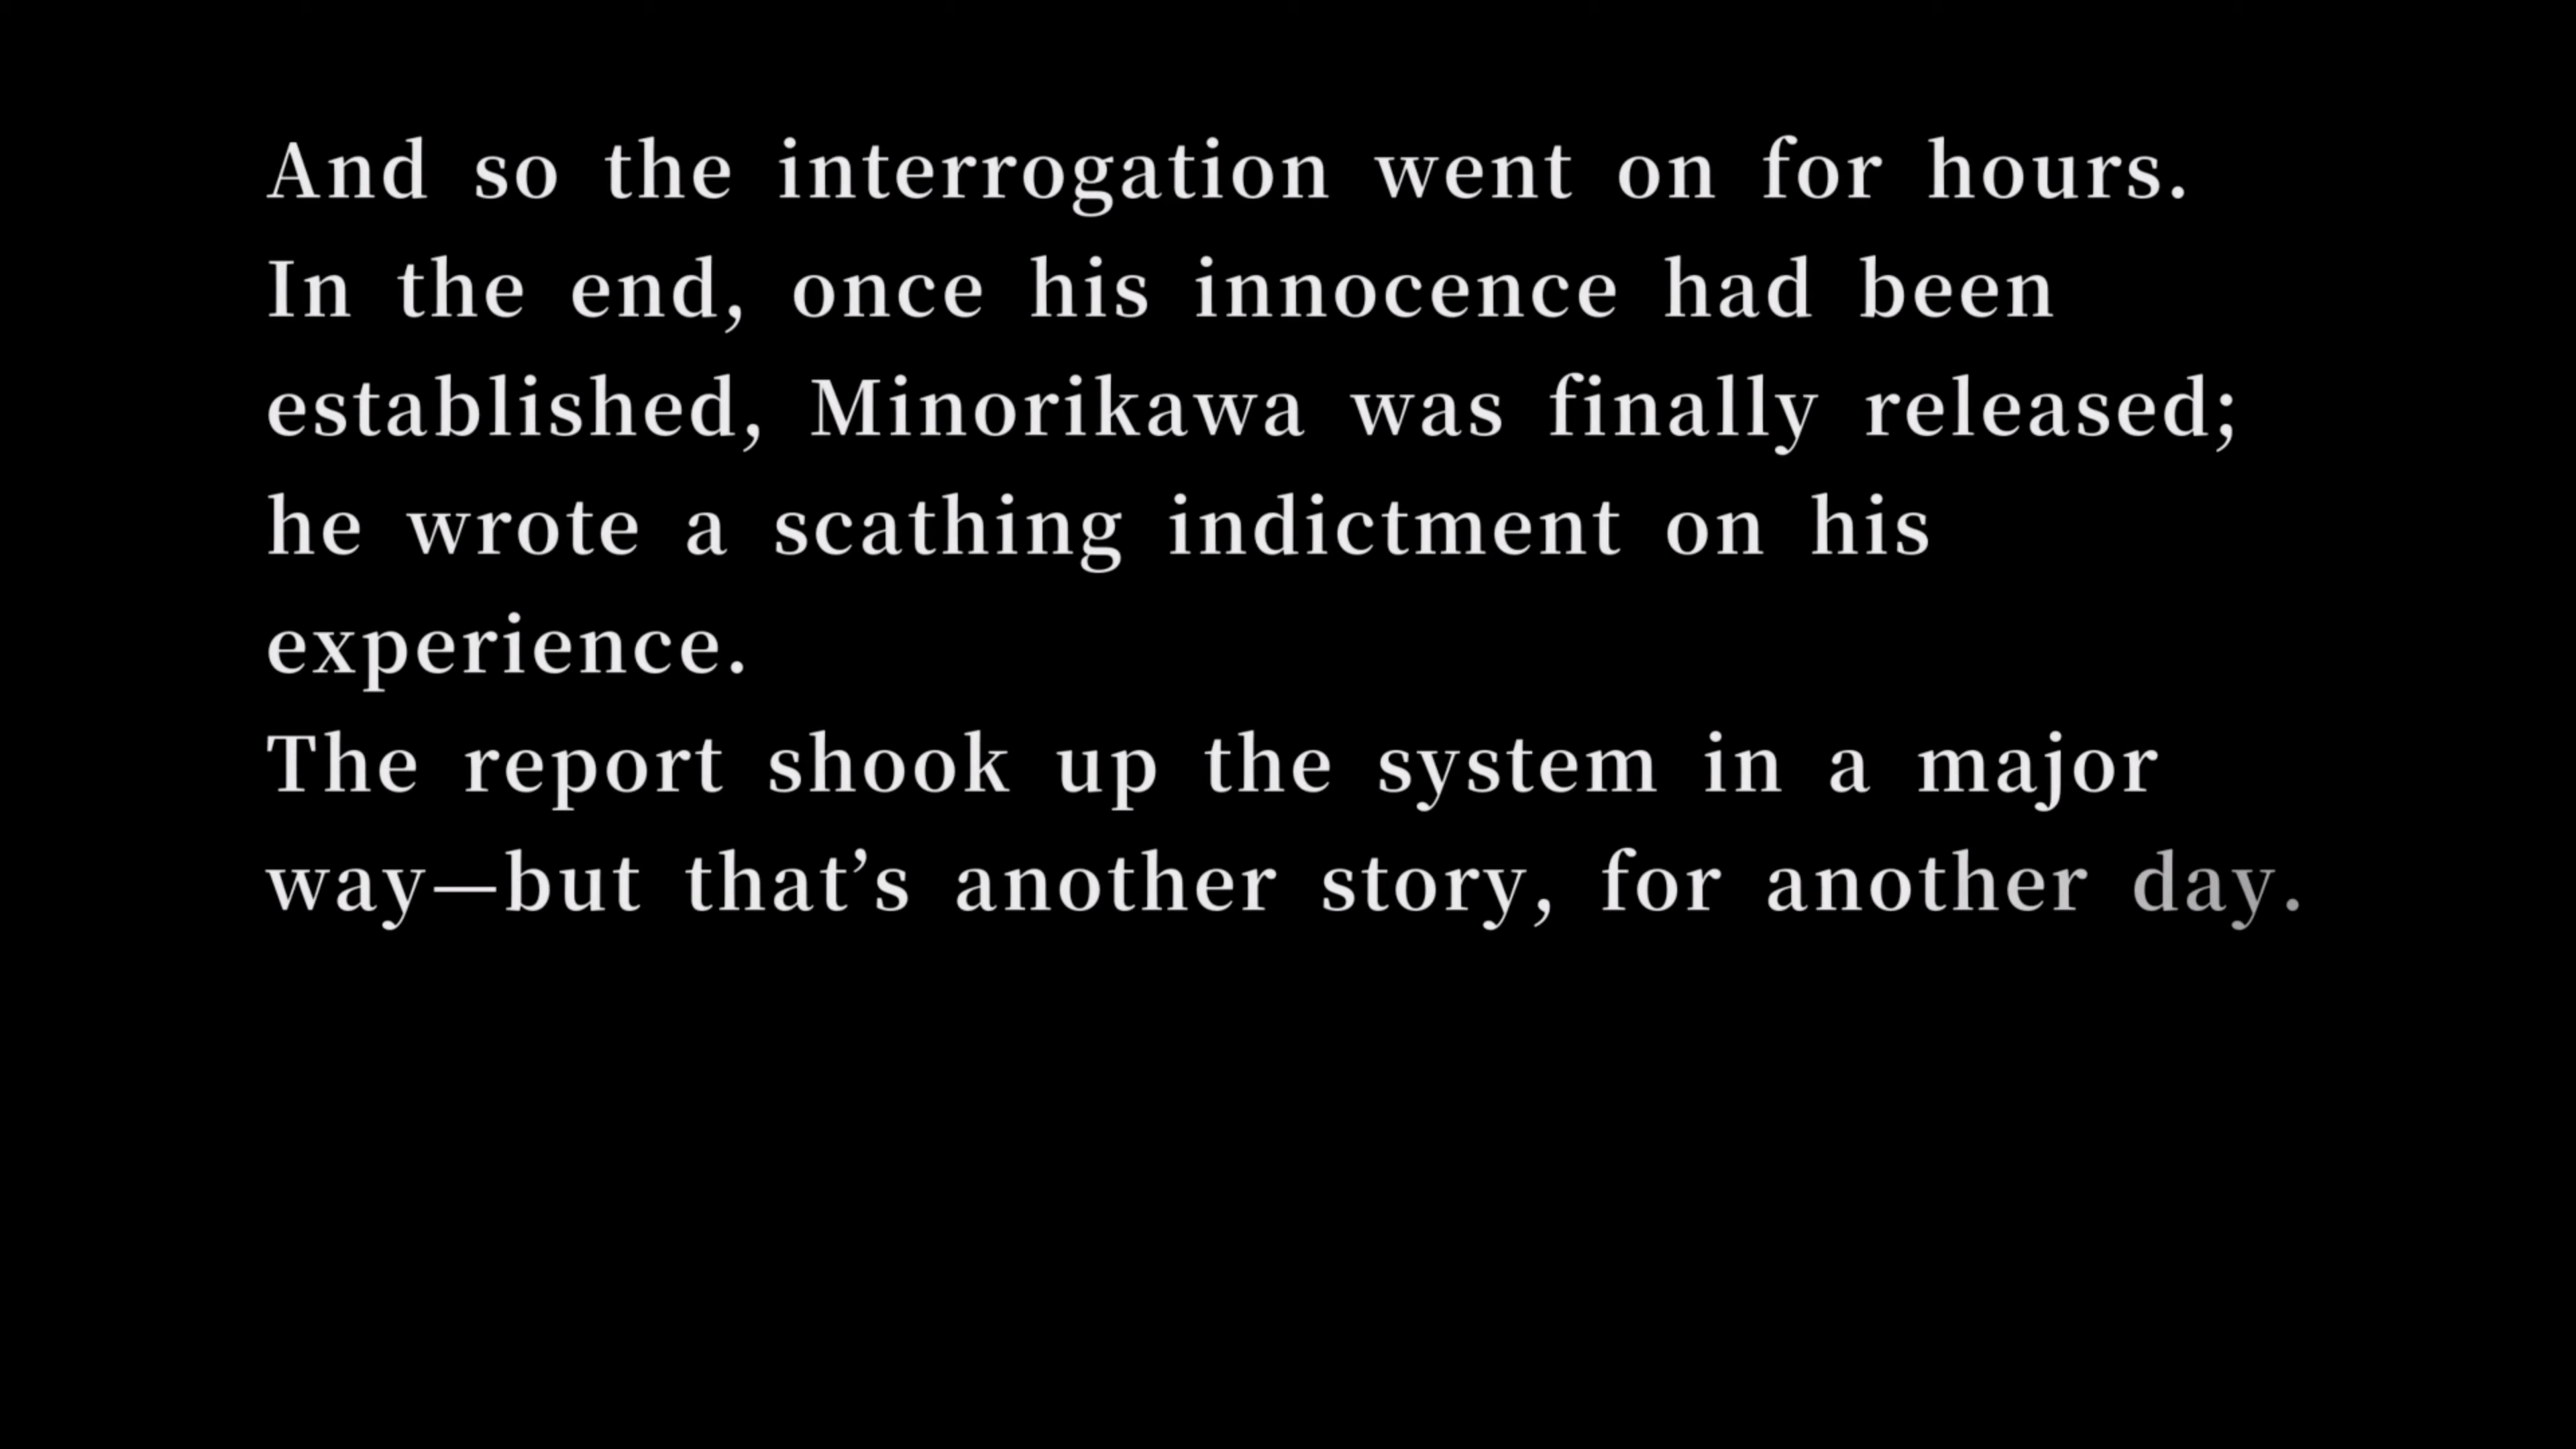 And so the interrogation went on for hours.
In the end, once his innocence had been
established, Minorikawa was finally released;
he wrote a scathing indictment on his
experience.
The report shook up the system in a major
way—but that’s another story, for another day.